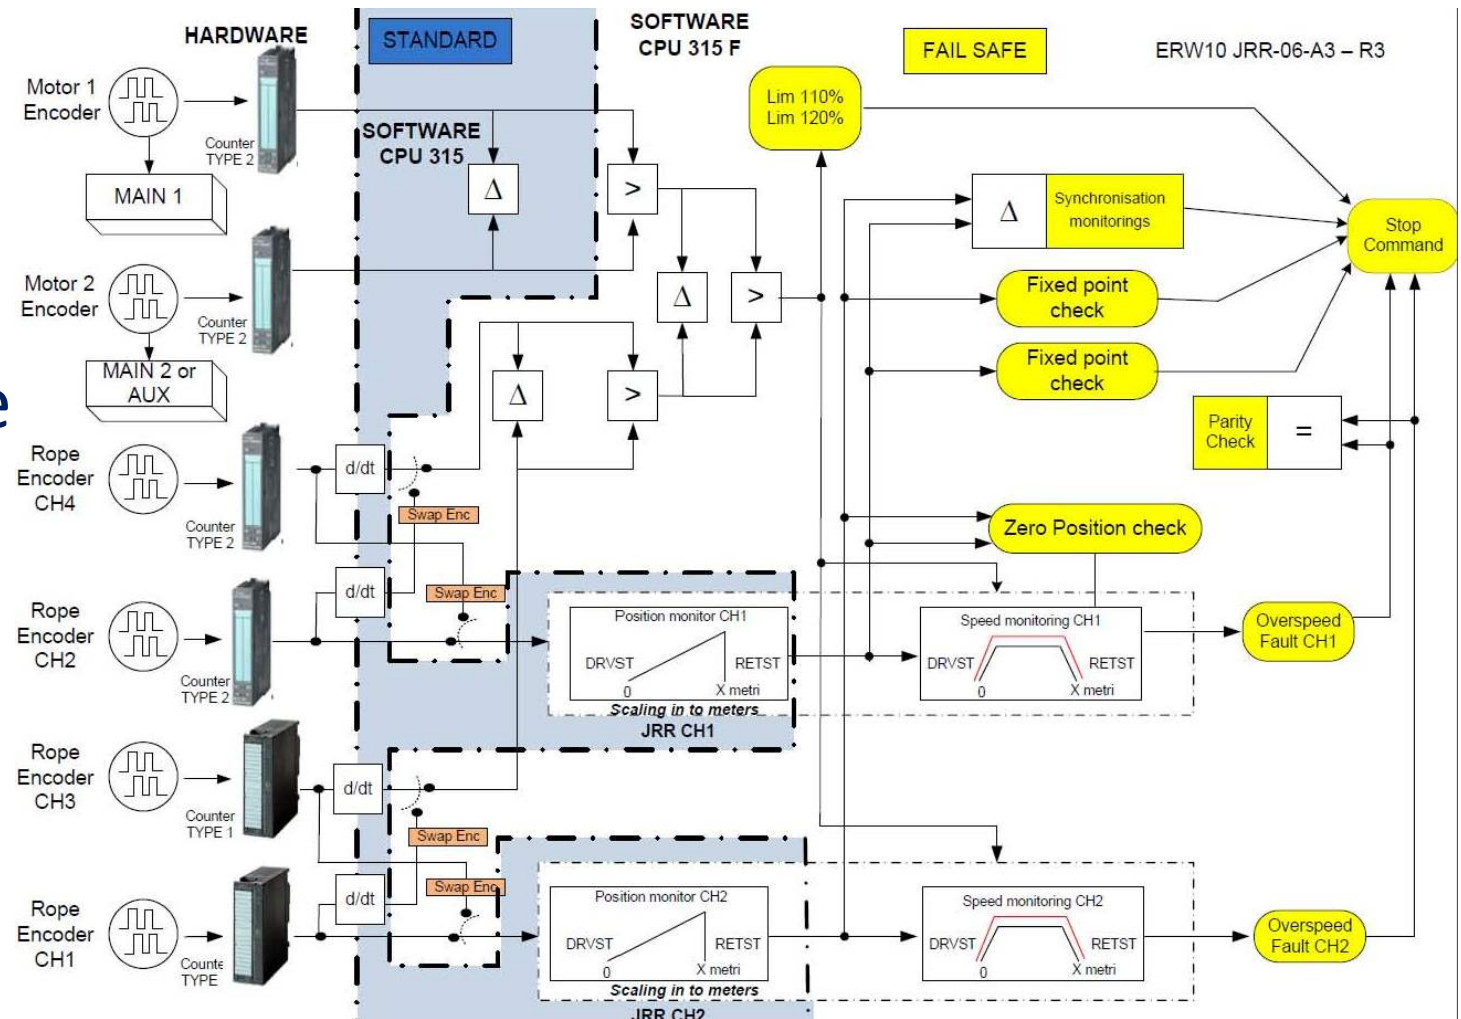 HARDWARE
STANDARD
SOFTWARE
CPU 315 F
FAIL SAFE
ERW10 JRR-06-A3 – R3
Motor 1
Encoder
Counter
TYPE 2
MAIN 1
SOFTWARE
CPU 315
Δ
>
Lim 110%
Lim 120%
Δ
Synchronisation
monitorings
Stop
Command
Motor 2
Encoder
Counter
TYPE 2
MAIN 2 or
AUX
Δ
>
Fixed point
check
Fixed point
check
Δ
>
Parity
Check
=
e
Rope
Encoder
CH4
Counter
TYPE 2
d/dt
Swap Enc
Zero Position check
Rope
Encoder
CH2
Counter
TYPE 2
d/dt
Swap Enc
Position monitor CH1
DRVST
RETST
0
X metri
Scaling in to meters
JRR CH1
Speed monitoring CH1
DRVST
RETST
0
X metri
Overspeed
Fault CH1
Rope
Encoder
CH3
Counter
TYPE 1
d/dt
Swap Enc
Rope
Encoder
CH1
Counte
TYPE
d/dt
Swap Enc
Position monitor CH2
DRVST
RETST
0
X metri
Scaling in to meters
JRR CH2
Speed monitoring CH2
DRVST
RETST
0
X metri
Overspeed
Fault CH2